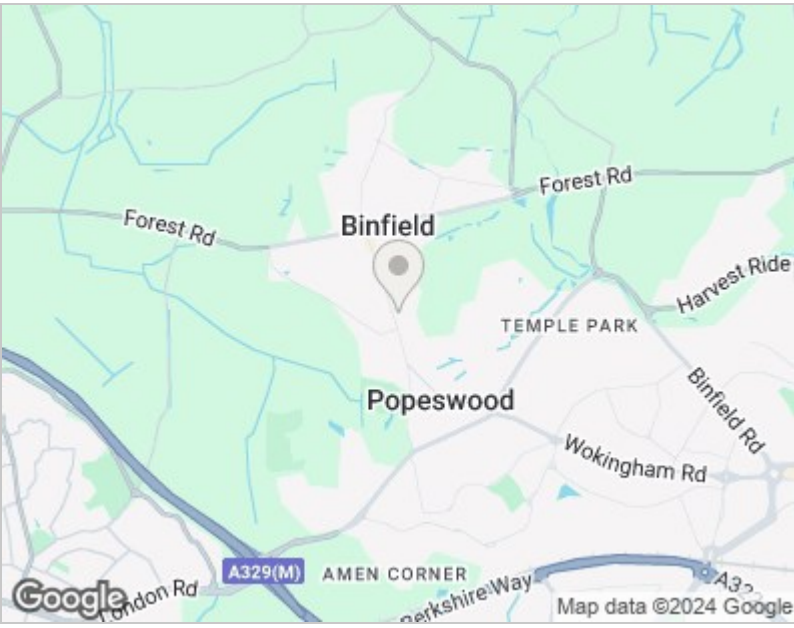 Forest Rd
Forest Rd
Binfield
Harvest Ride
TEMPLE PARK
Popeswood
Binfield Rd
Wokingham Rd
A329(M)
AMEN CORNER
Berkshire Way
London Rd
Google
Map data ©2024 Google